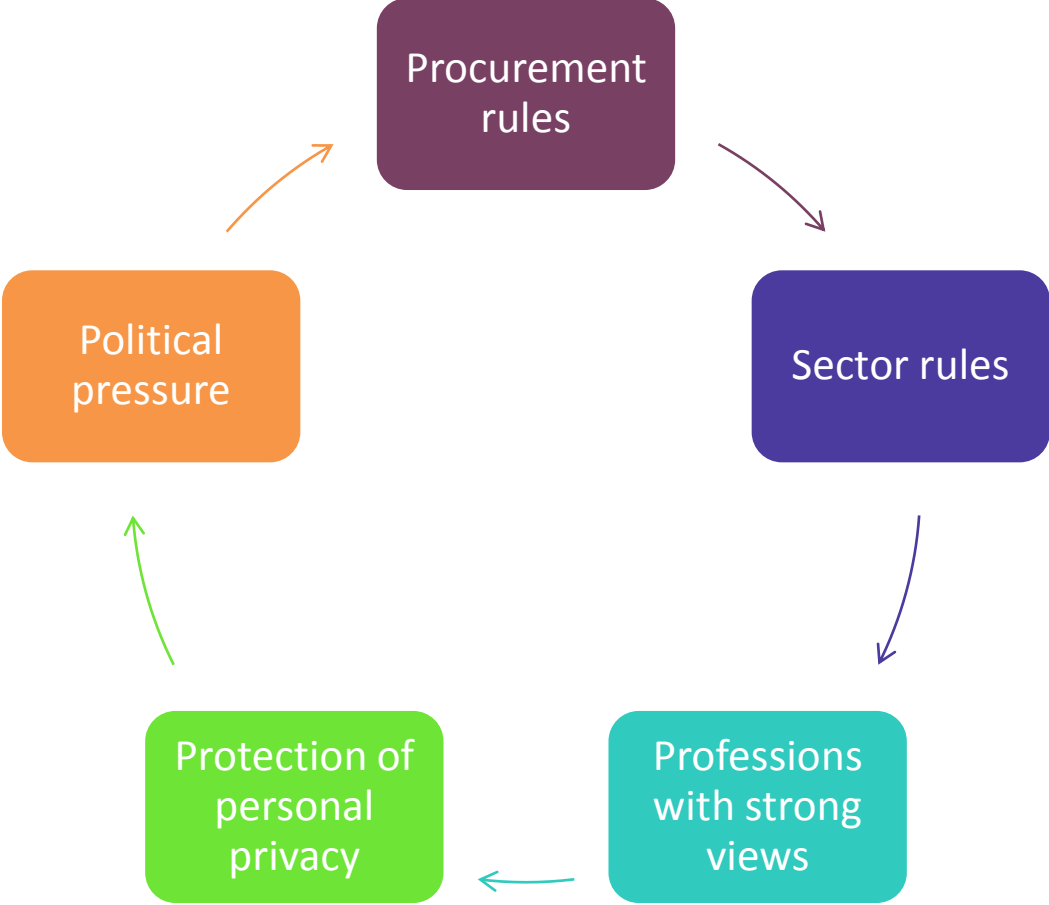 Procurement
rules
Sector rules
Professions
with strong
views
Protection of
personal
privacy
Political
pressure